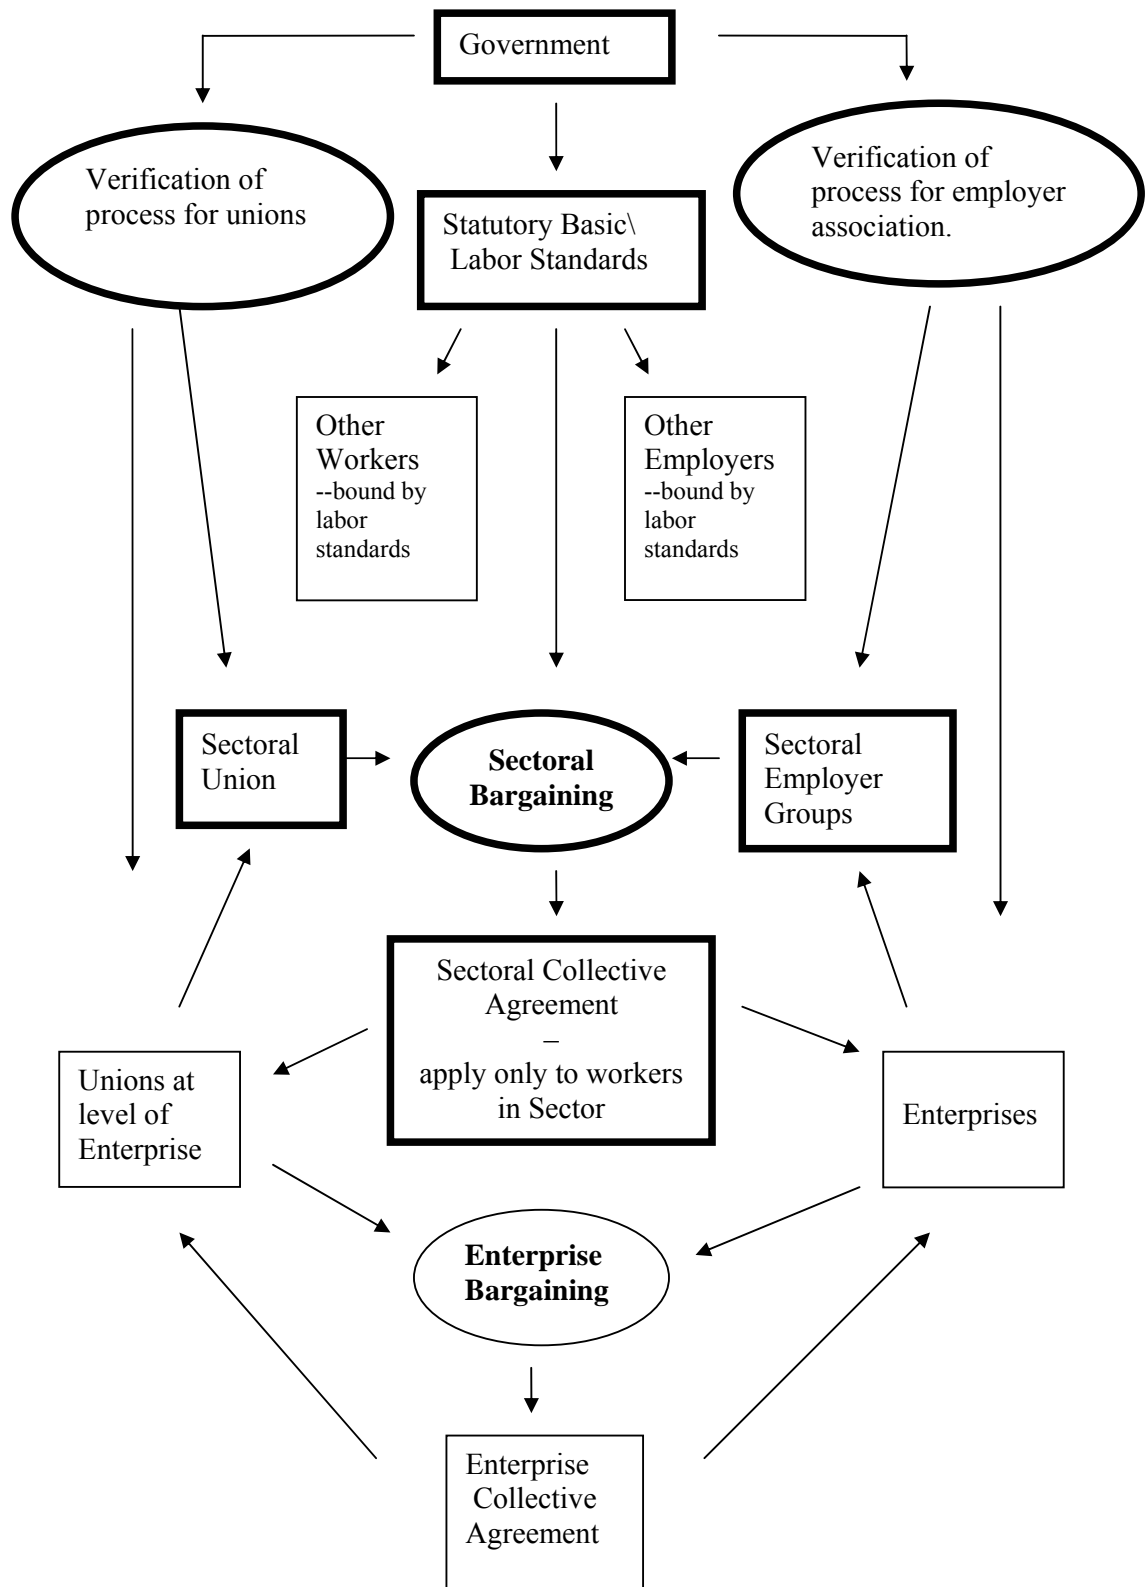 Government
Verification of
process for unions
Statutory Basic\
Labor Standards
Verification of
process for employer
association.
Other
Workers
--bound by
labor
standards
Other
Employers
--bound by
labor
standards
Sectoral
Union
Sectoral
Bargaining
Sectoral
Employer
Groups
Sectoral Collective
Agreement
–
apply only to workers
in Sector
Unions at
level of
Enterprise
Enterprises
Enterprise
Bargaining
Enterprise
Collective
Agreement